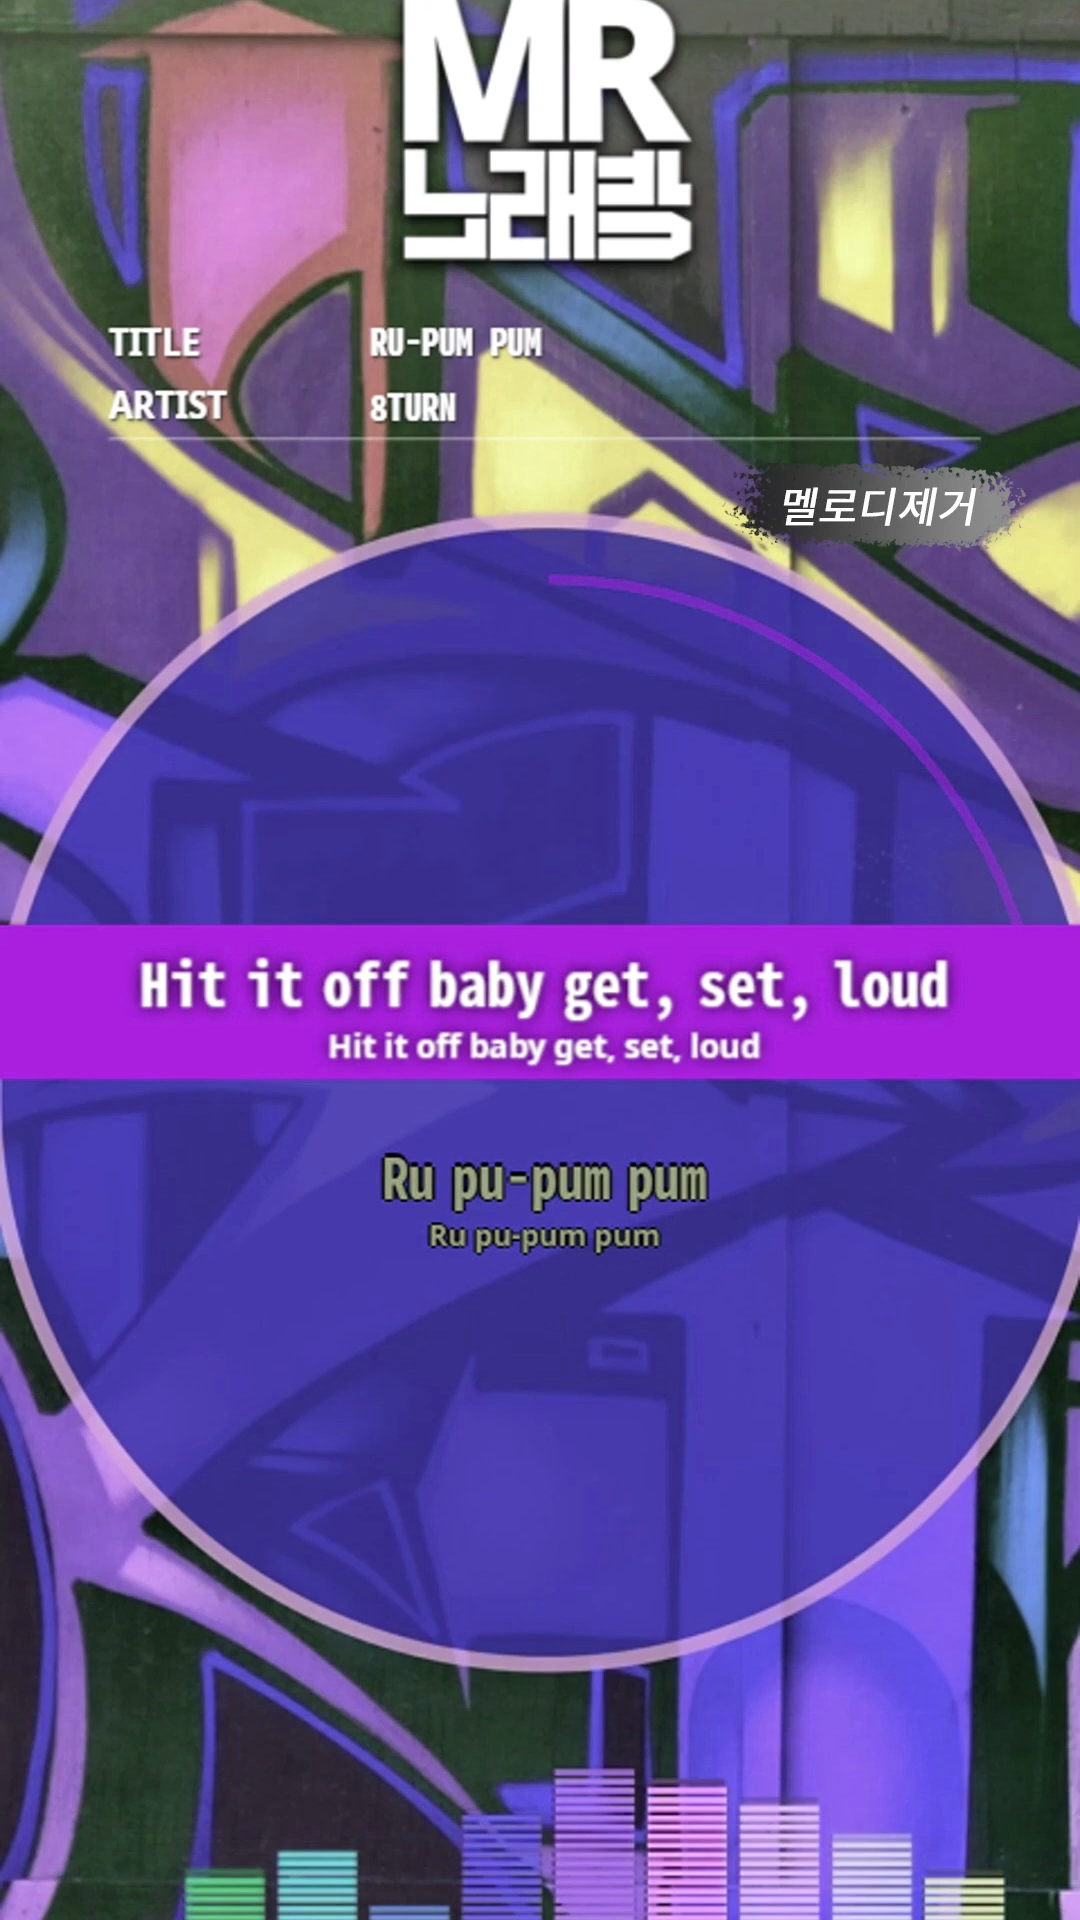 MR
노래방
TITLE RU-PUM PUM
ARTIST 8TURN
멜로디제거
Hit it off baby get, set, loud
Hit it off baby get, set, loud
Ru pu-pum pum
Ru pu-pum pum